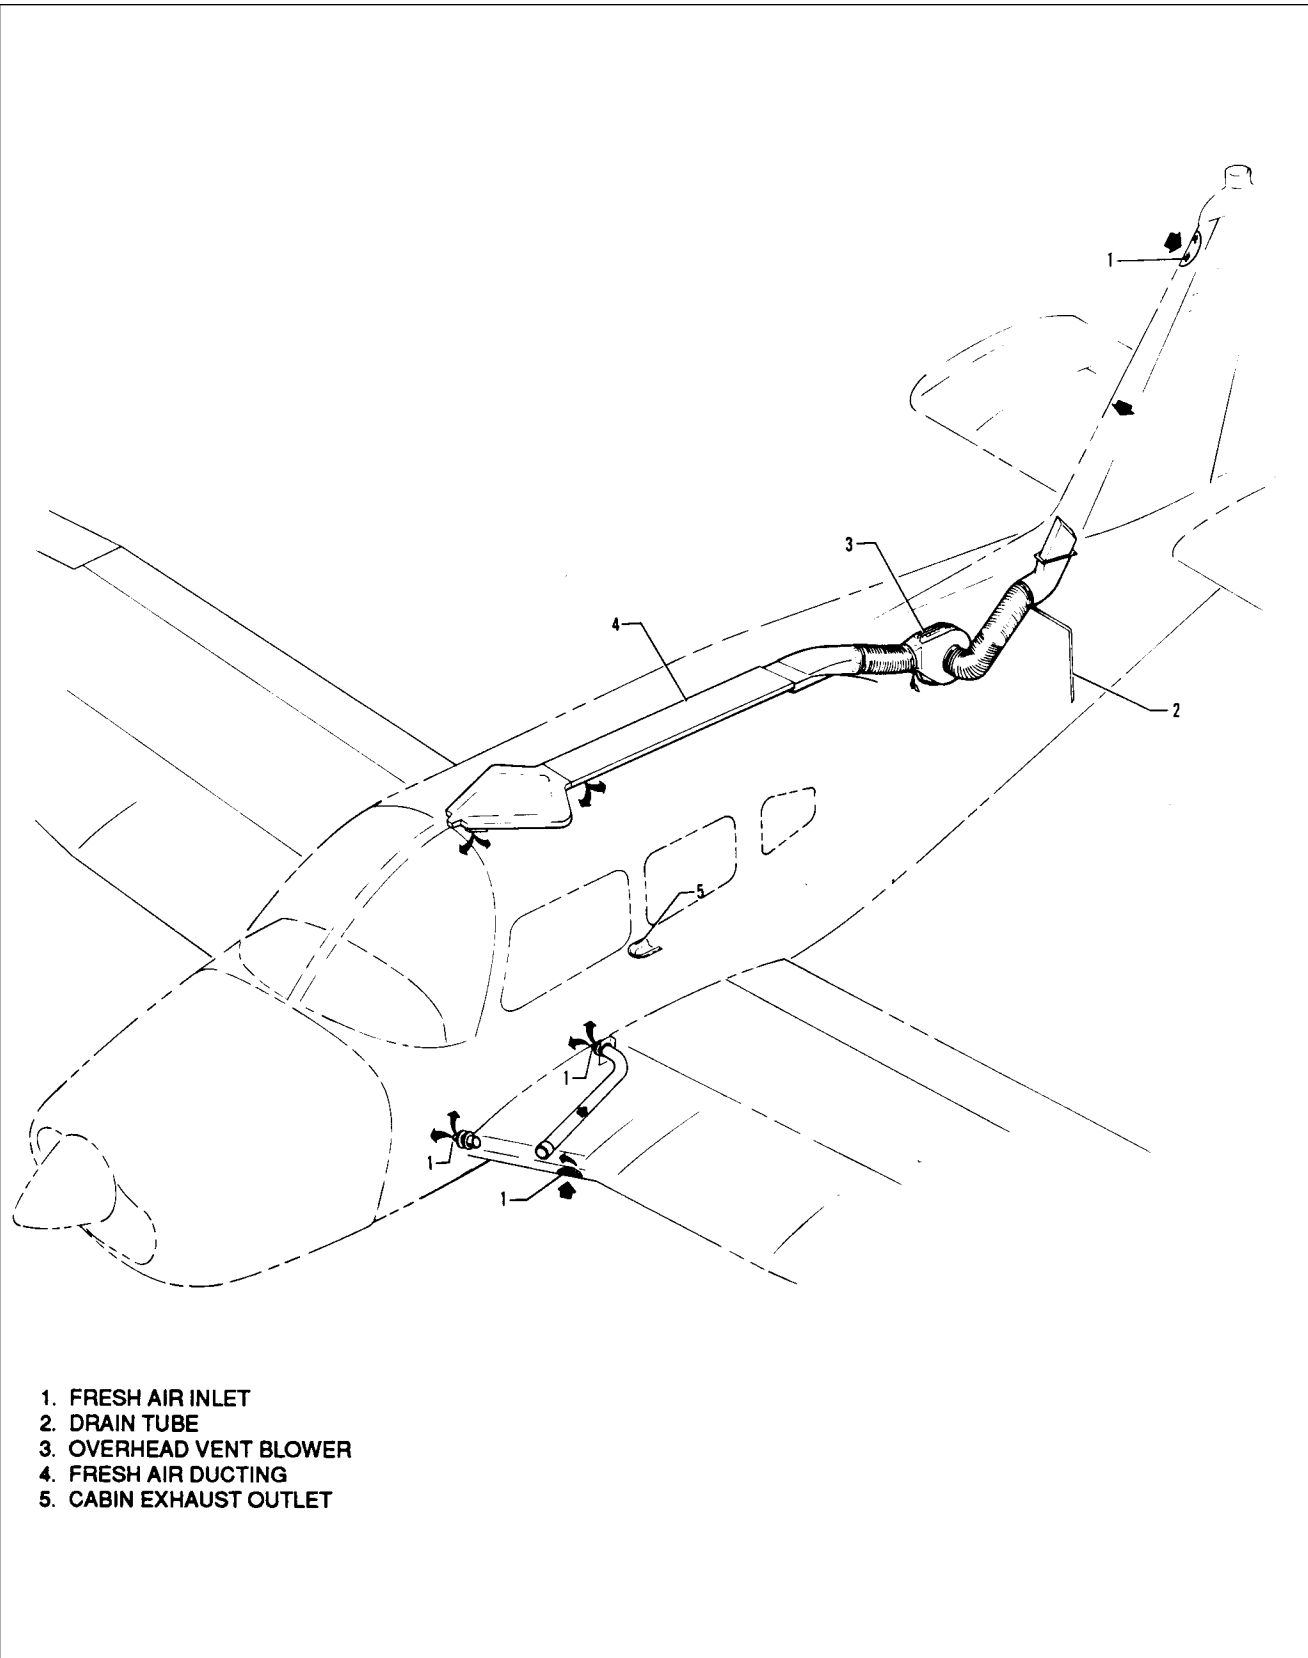 1
3
4
2
5
1
1
1
1. FRESH AIR INLET
2. DRAIN TUBE
3. OVERHEAD VENT BLOWER
4. FRESH AIR DUCTING
5. CABIN EXHAUST OUTLET